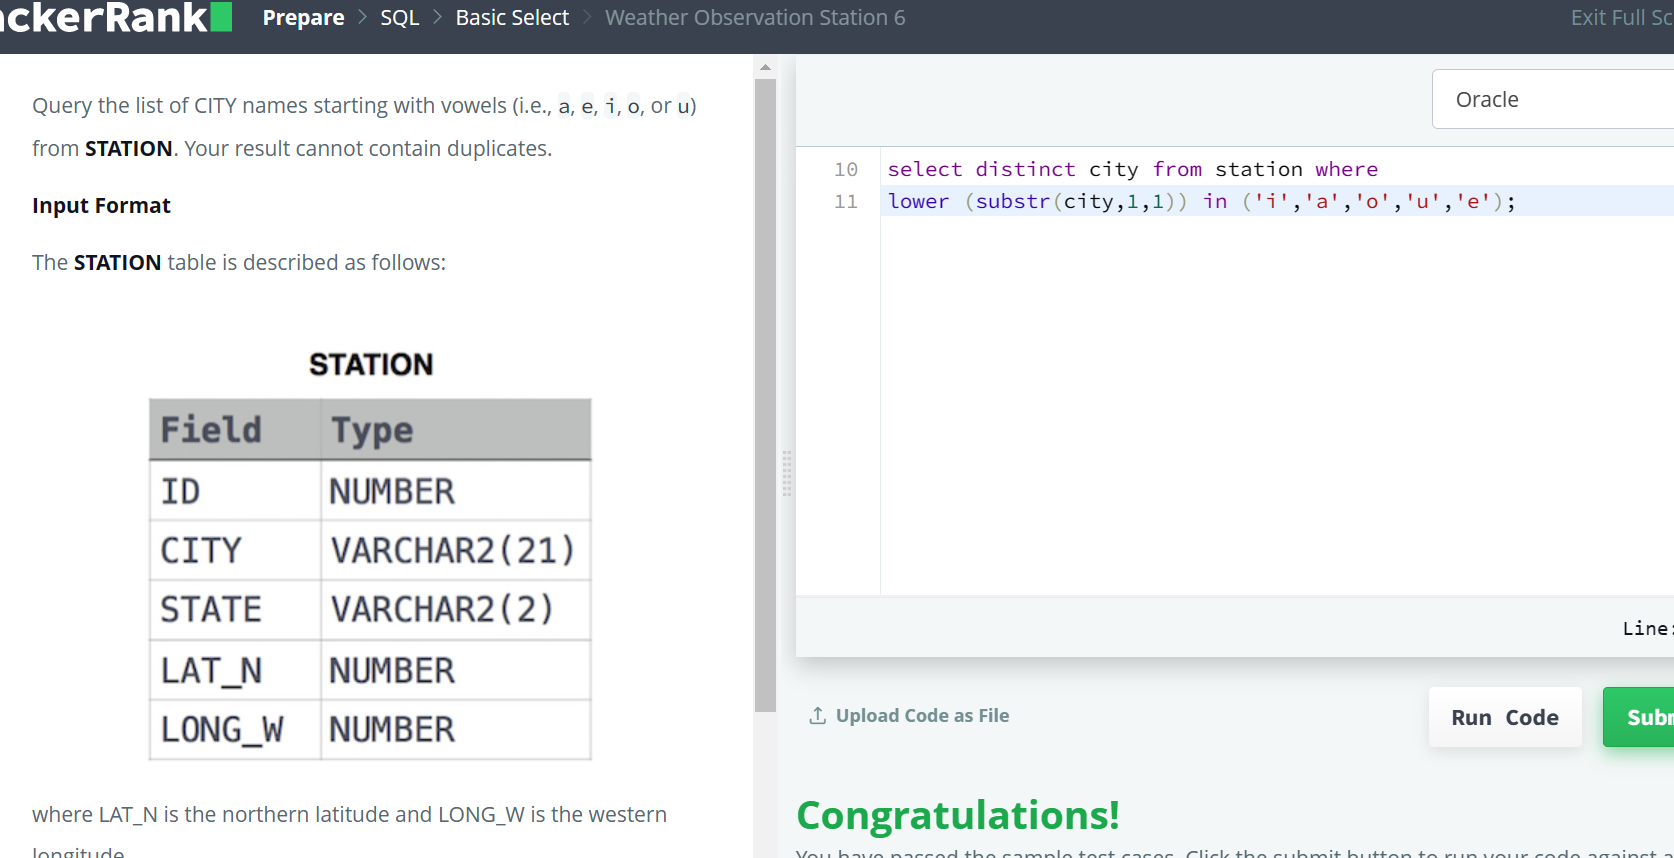 ckerRank Prepare > SQL > Basic Select > Weather Observation Station 6 Exit Full Sc
Query the list of CITY names starting with vowels (i.e., a, e, i, o, or u)
from STATION. Your result cannot contain duplicates.
Input Format
The STATION table is described as follows:
STATION
Field Type
ID NUMBER
CITY VARCHAR2(21)
STATE VARCHAR2(2)
LAT_N NUMBER
LONG_W NUMBER
where LAT_N is the northern latitude and LONG_W is the western
longitude
Oracle
10 select distinct city from station where
11 lower (substr(city,1,1)) in ('i','a','o','u','e');
Line:
Upload Code as File
Run Code
Subm
Congratulations!
You have passed the sample test cases. Click the submit button to run your code against